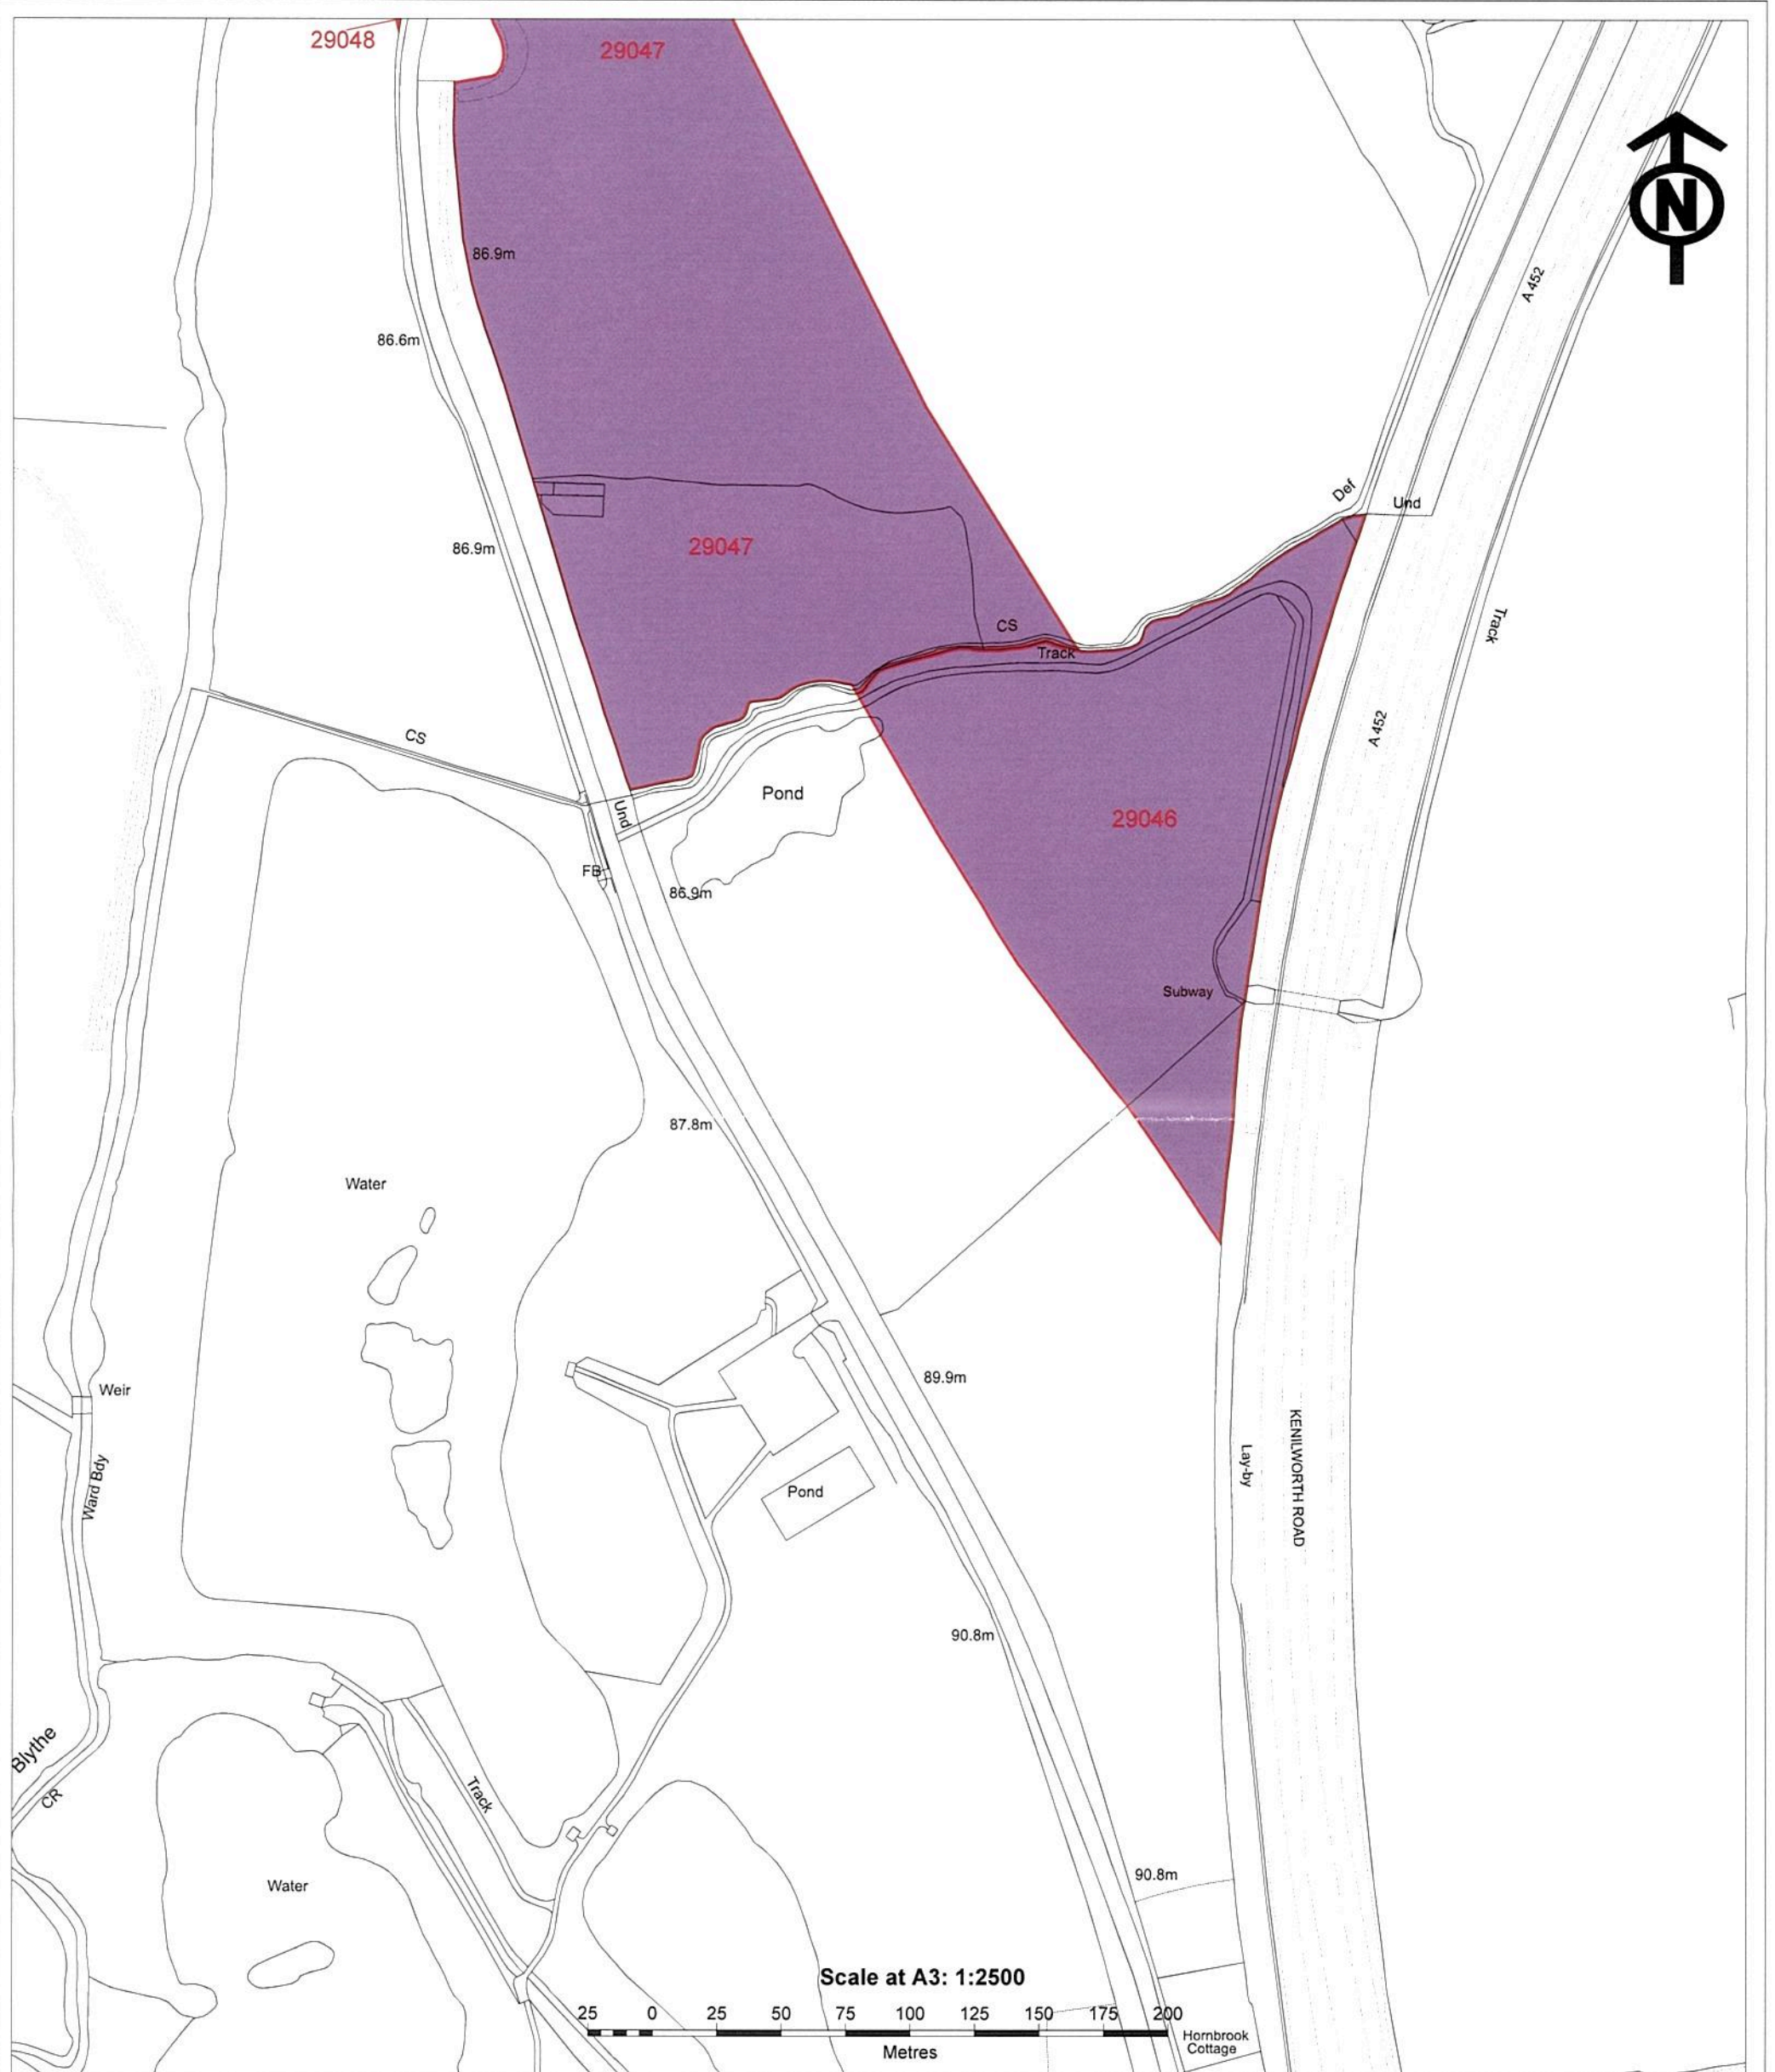 29048
29047
N
86.9m
A 452
86.6m
Def
Und
86.9m
29047
CS
Track
Track
A 452
CS
Pond
29046
Und
FB
86.9m
Subway
87.8m
Water
89.9m
Weir
KENILWORTH ROAD
Lay-by
Ward Bdy
Pond
90.8m
Blythe
CR
Track
90.8m
Water
Scale at A3: 1:2500
25 0 25 50 75 100 125 150 175 200
Metres
Hornbrook
Cottage